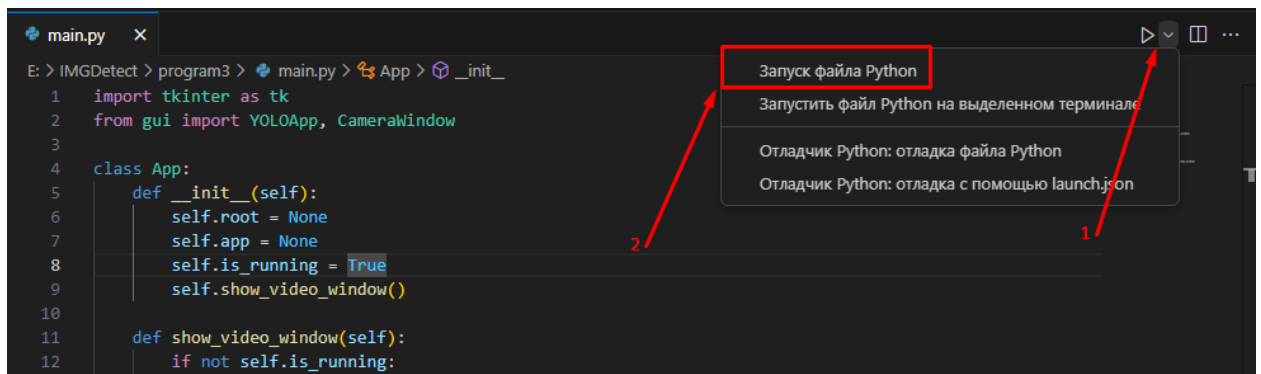 main.py
E: > IMGDetect > program3 > main.py > App > __init__
1 import tkinter as tk
2 from gui import YOLOApp, CameraWindow
3
4 class App:
5 def __init__(self):
6 self.root = None
7 self.app = None
8 self.is_running = True
9 self.show_video_window()
10
11 def show_video_window(self):
12 if not self.is_running:
Запуск файла Python
Запустить файл Python на выделенном терминале
Отладчик Python: отладка файла Python
Отладчик Python: отладка с помощью launch.json
2
1